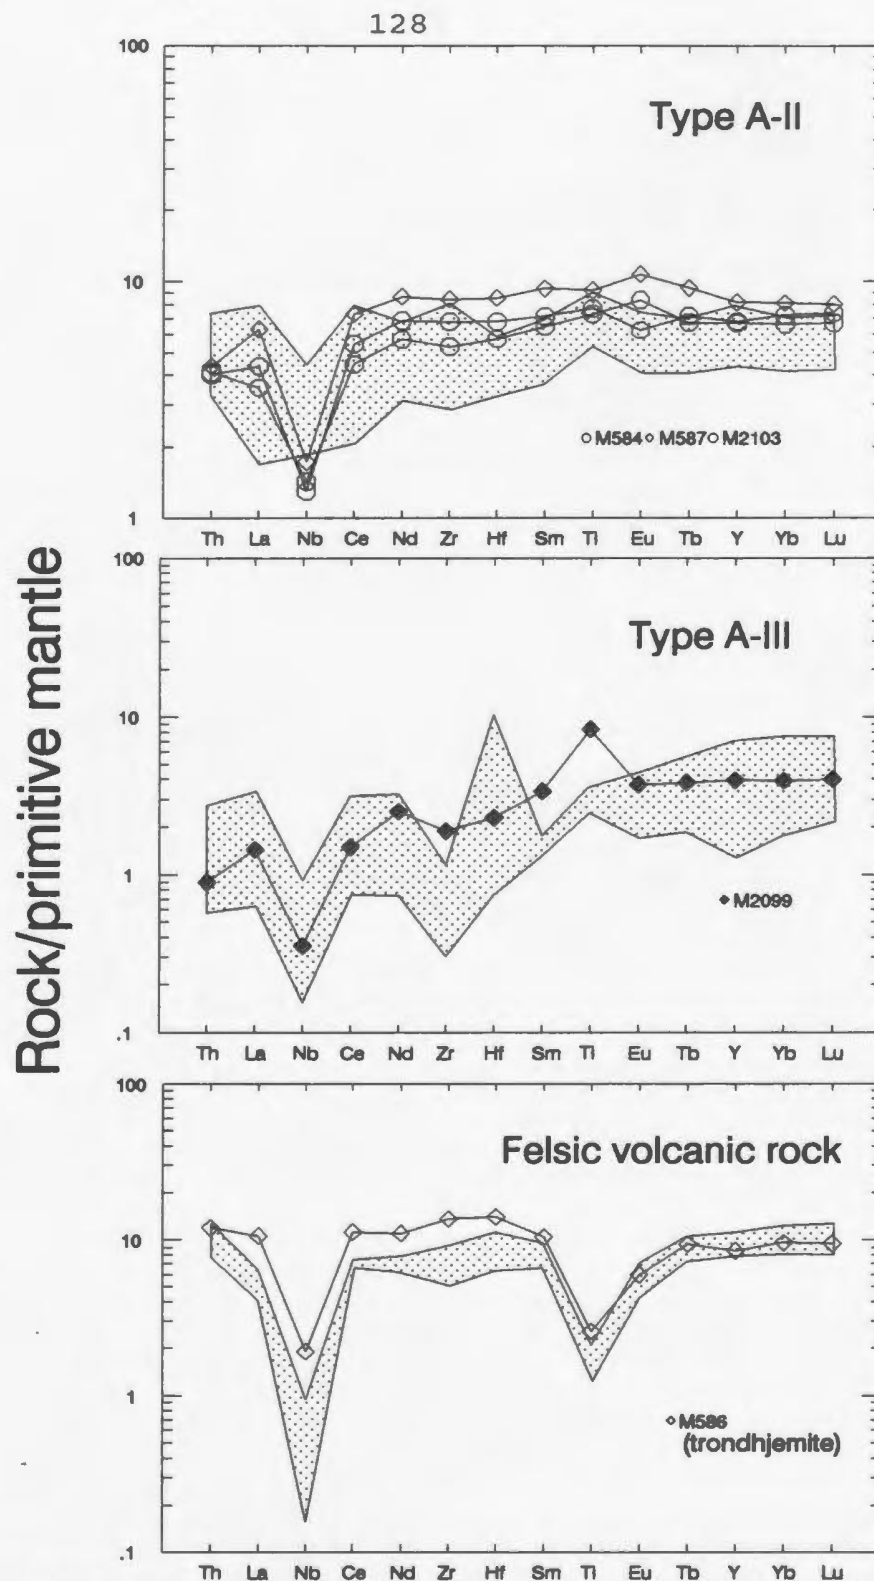 128
Rock/primitive mantle
100
Type A-II
10
M584 M587 M2103
1
Th La Nb Ce Nd Zr Hf Sm Ti Eu Tb Y Yb Lu
100
Type A-III
10
1
M2099
.1
Th La Nb Ce Nd Zr Hf Sm Ti Eu Tb Y Yb Lu
100
Felsic volcanic rock
10
1
M586
(trondhjemite)
.1
Th La Nb Ce Nd Zr Hf Sm Ti Eu Tb Y Yb Lu